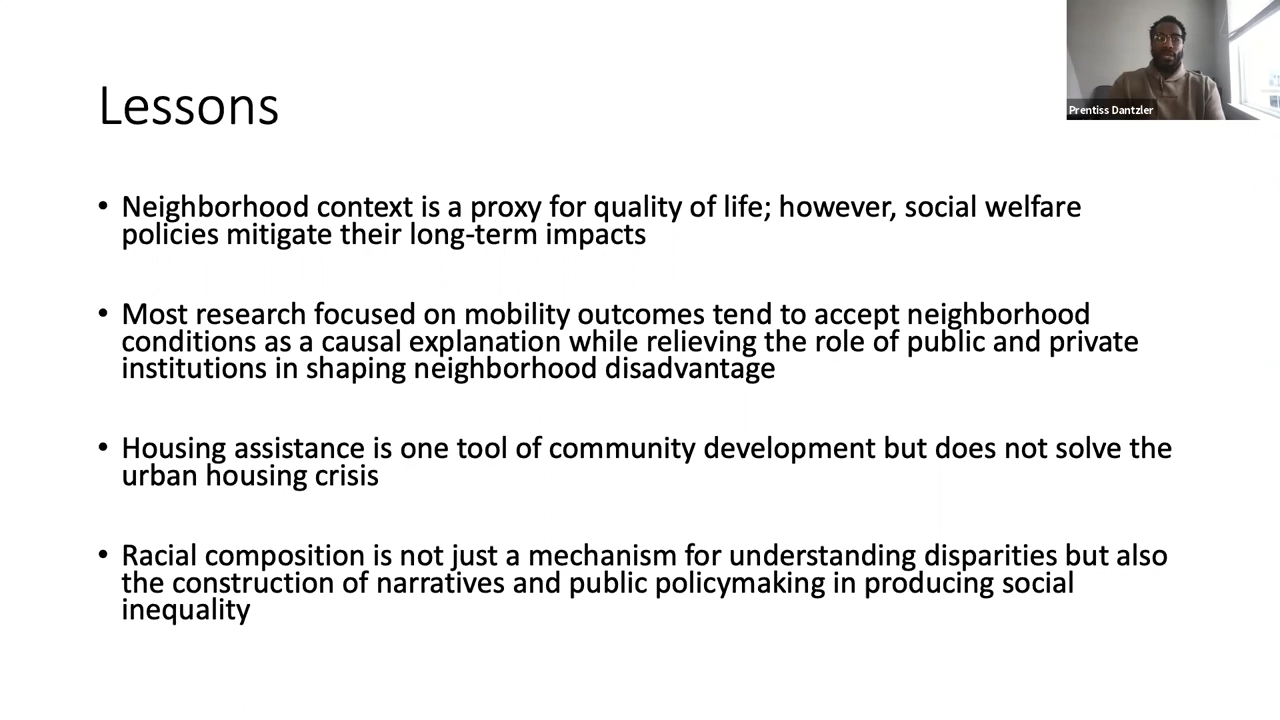 Prentiss Dantzler
Lessons
• Neighborhood context is a proxy for quality of life; however, social welfare
policies mitigate their long-term impacts
• Most research focused on mobility outcomes tend to accept neighborhood
conditions as a causal explanation while relieving the role of public and private
institutions in shaping neighborhood disadvantage
• Housing assistance is one tool of community development but does not solve the
urban housing crisis
• Racial composition is not just a mechanism for understanding disparities but also
the construction of narratives and public policymaking in producing social
inequality